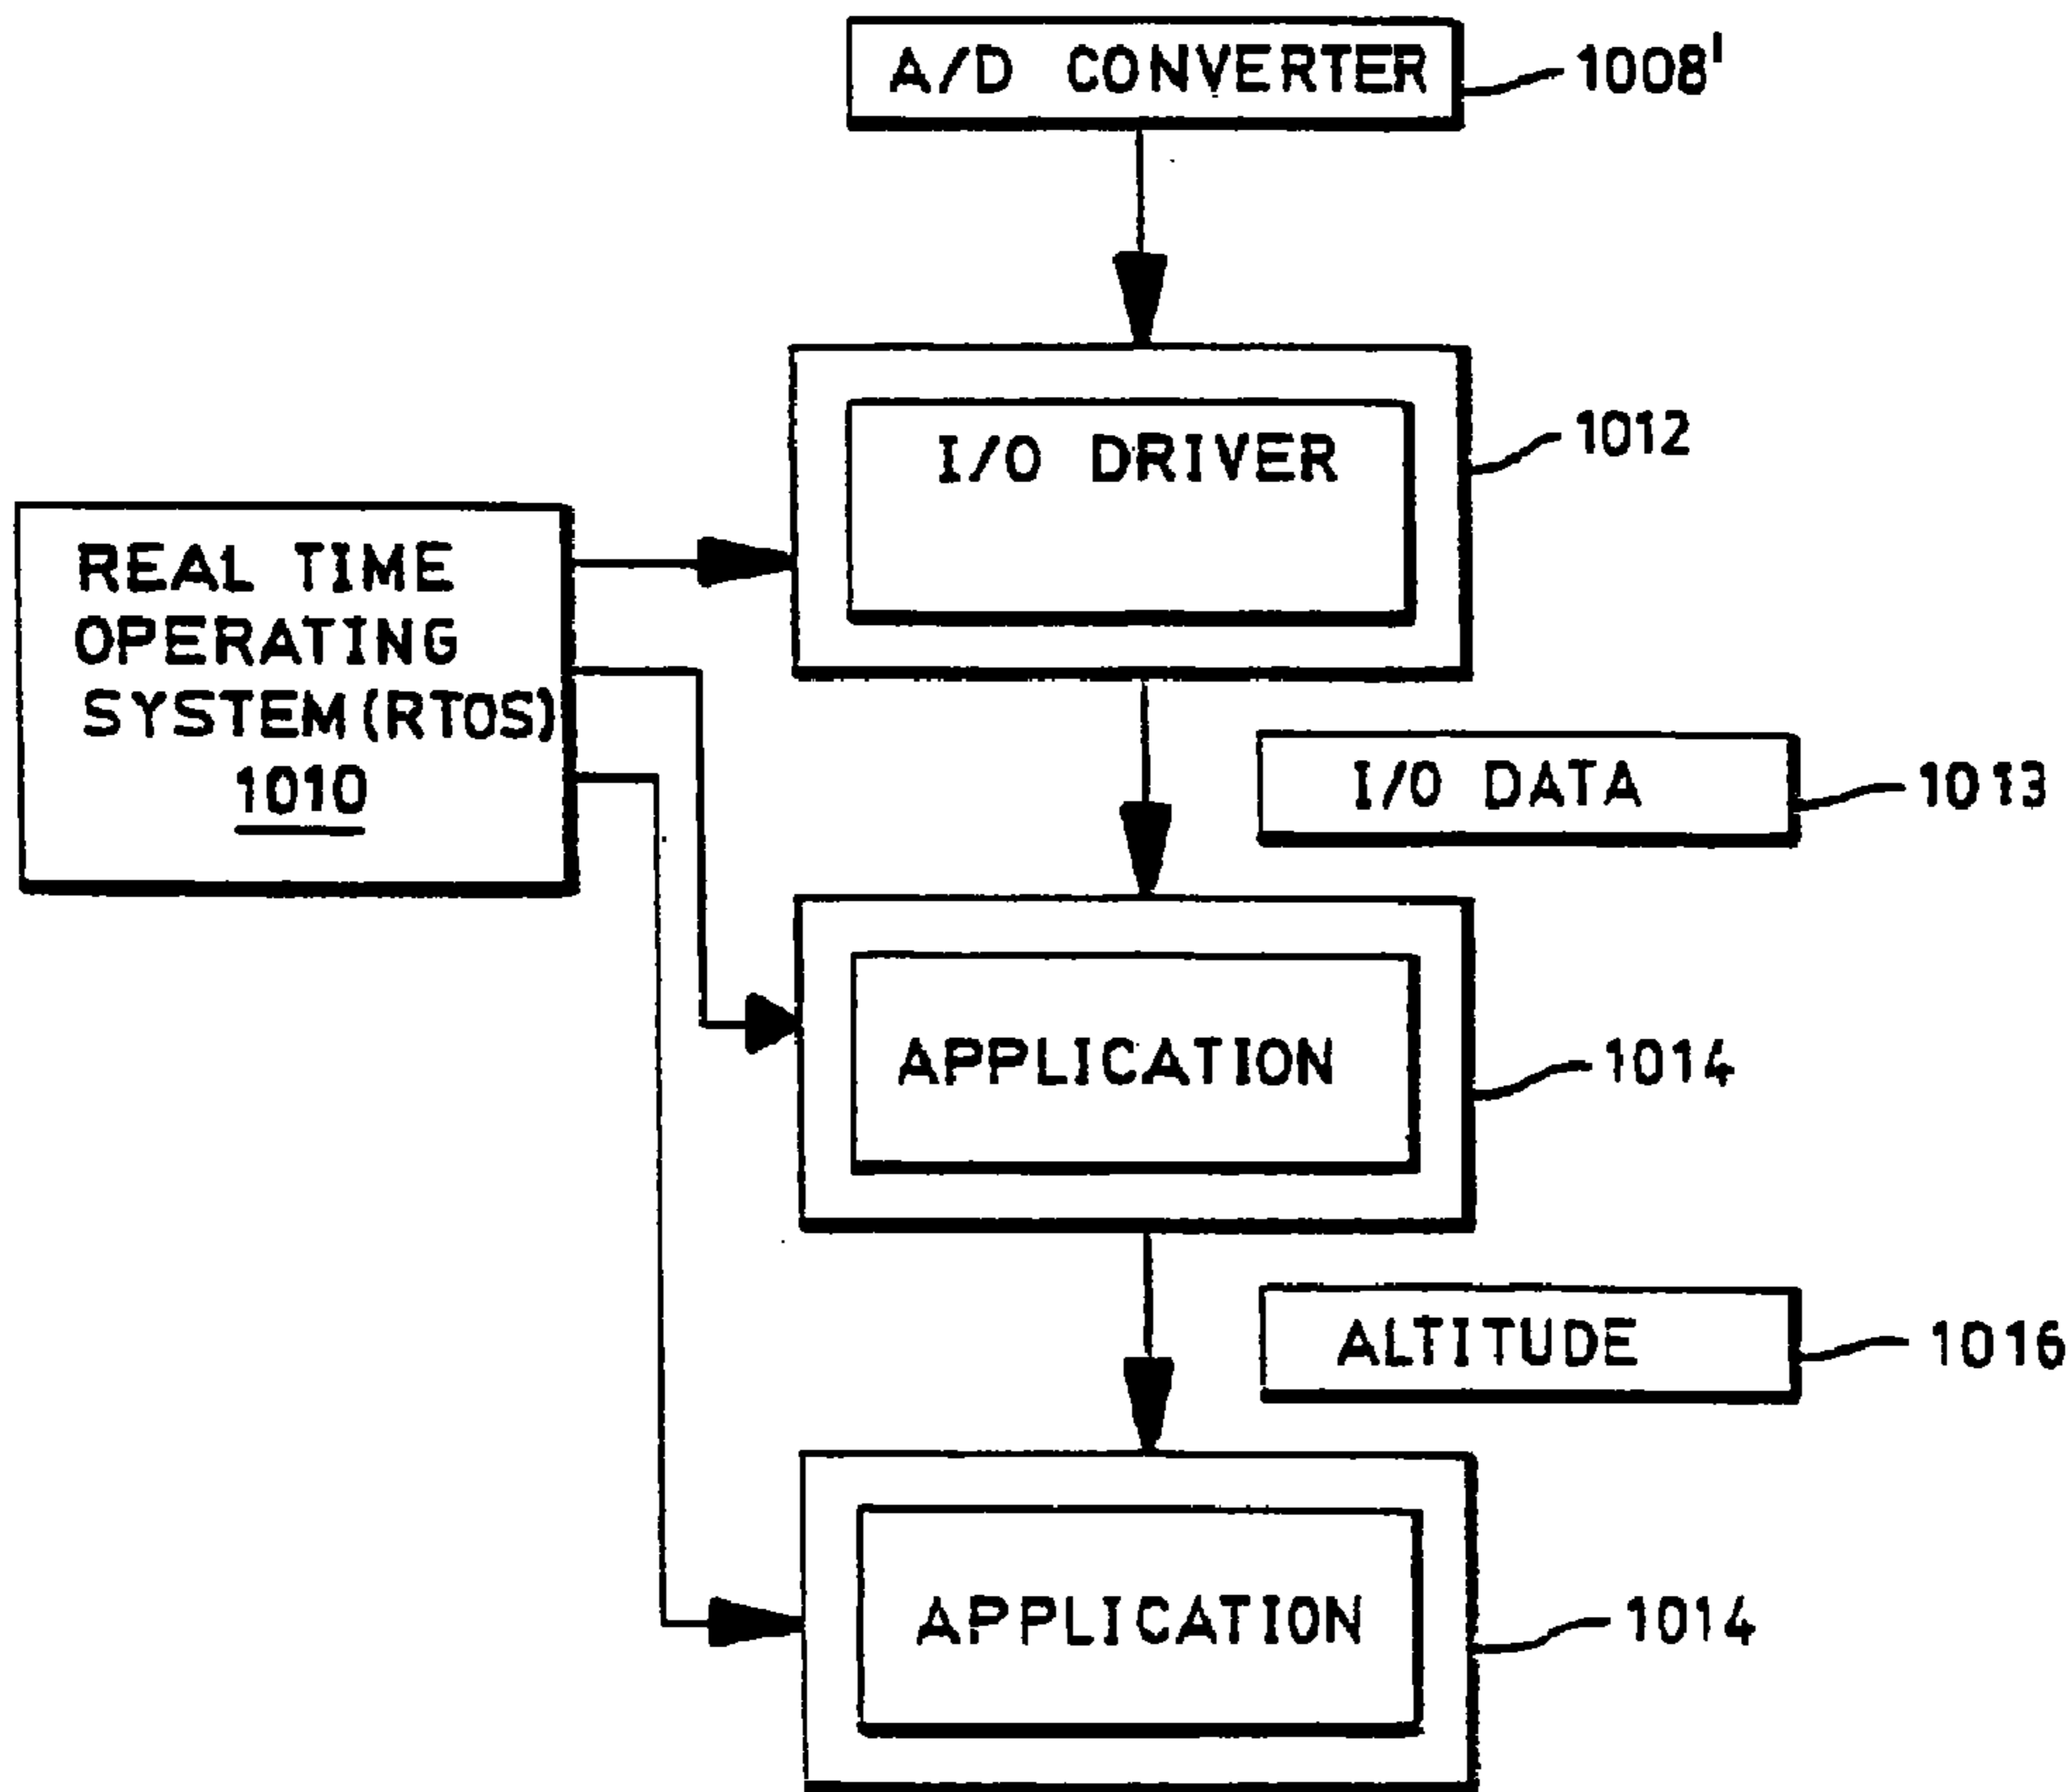 A/D CONVERTER
1008'
I/O DRIVER
1012
REAL TIME
OPERATING
SYSTEM (RTOS)
1010
I/O DATA
1013
APPLICATION
1014
ALTITUDE
1016
APPLICATION
1014